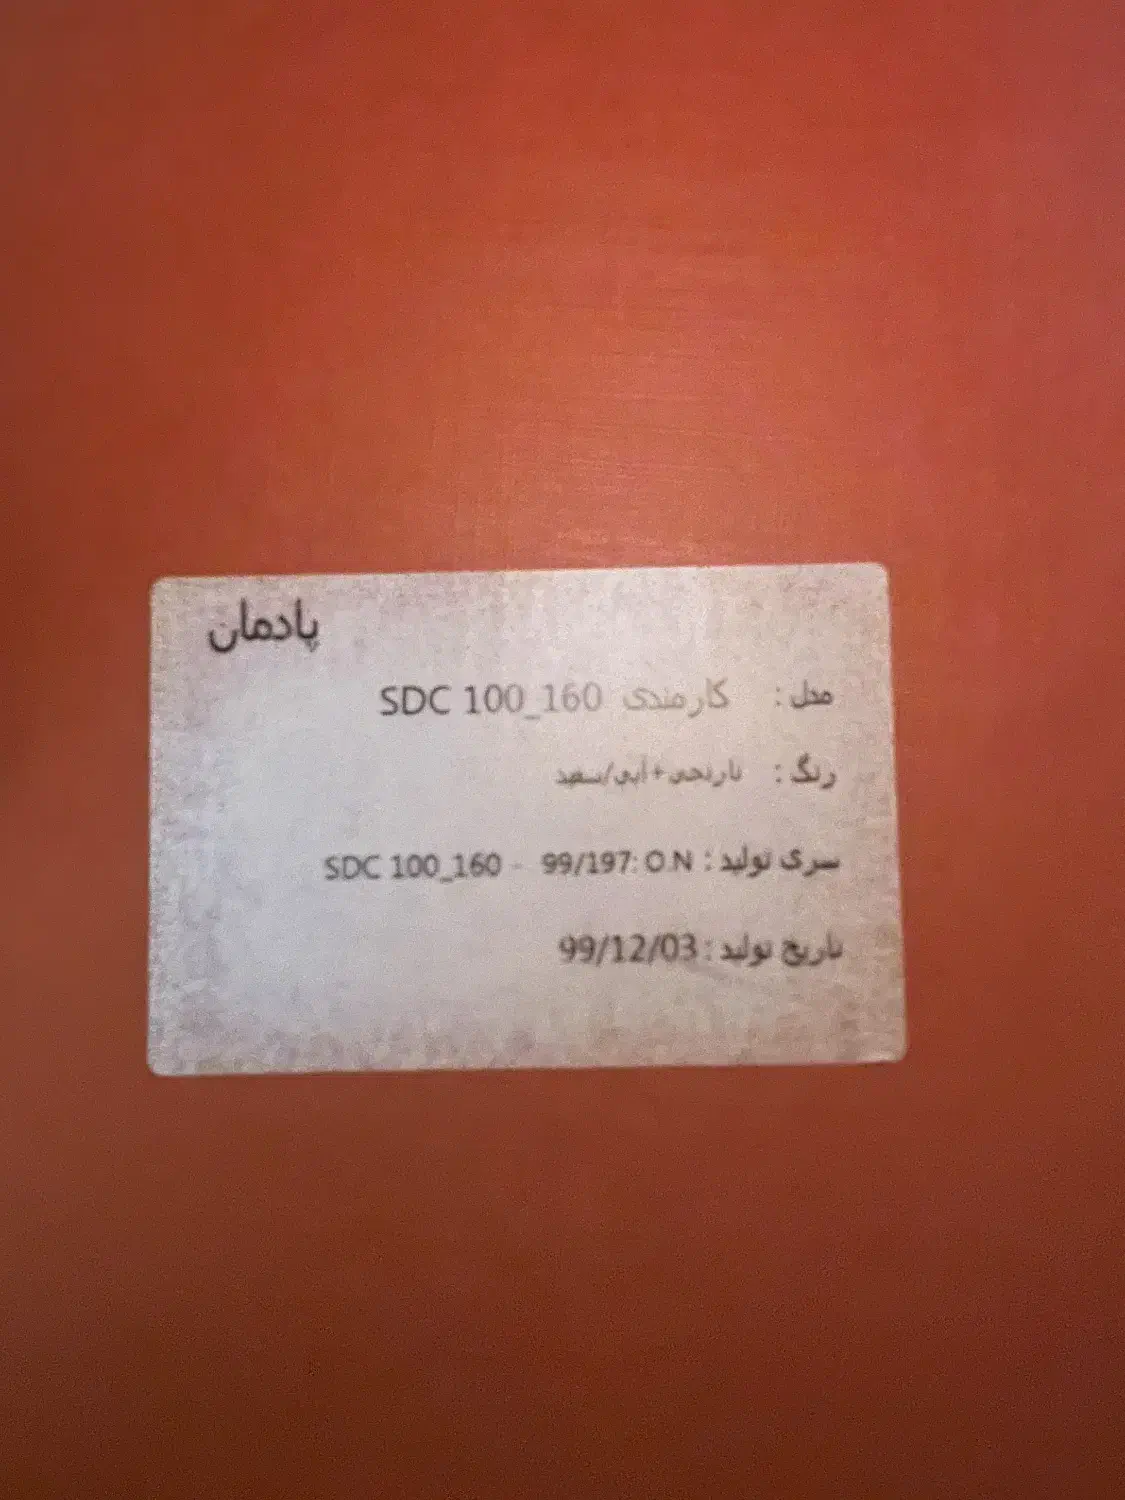 پادمان
مدل : کارمندی SDC 100_160
رنگ : نارنجی+آبی/سفید
سری تولید : SDC 100_160 - 99/197: O.N
تاریخ تولید : 99/12/03